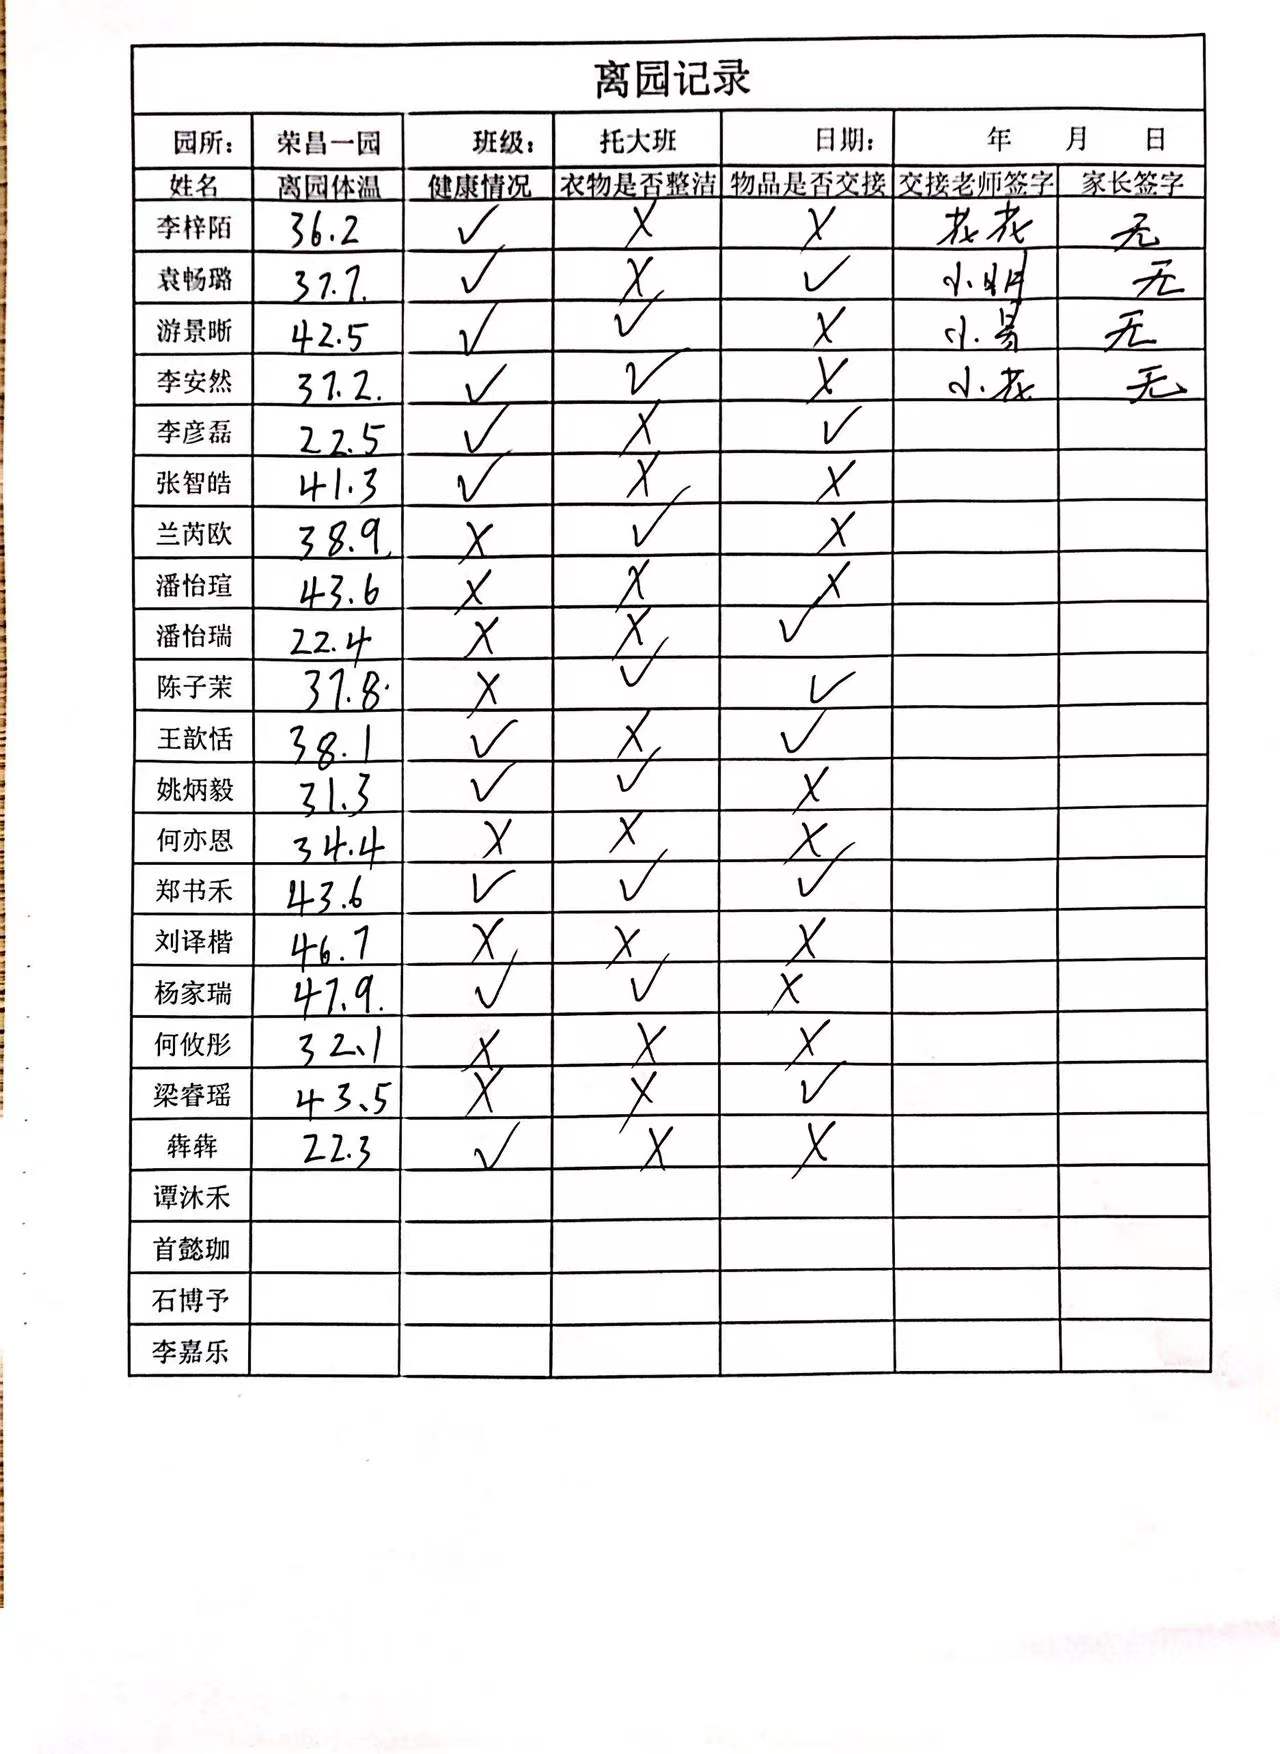 离园记录
园所： 荣昌一园 班级： 托大班 日期： 年 月 日
姓名 离园体温 健康情况 衣物是否整洁 物品是否交接 交接老师签字 家长签字
李梓陌 36.2 ✓ X X 花花 无
袁畅璐 37.7. ✓ X ✓ 小明 无
游景晰 42.5 ✓ ✓ X 小 无
李安然 37.2. ✓ ✓ X 小花 无
李彦磊 22.5 ✓ X ✓
张智皓 41.3 ✓ X X
兰芮欧 38.9 X ✓ X
潘怡瑄 43.6 X X X
潘怡瑞 22.4 X X ✓
陈子茉 37.8 X ✓ ✓
王歆恬 38.1 ✓ X ✓
姚炳毅 31.3 ✓ ✓ X
何亦恩 34.4 X X X
郑书禾 43.6 ✓ ✓ ✓
刘译楷 46.7 X X X
杨家瑞 47.9. ✓ ✓ X
何攸彤 32.1 X X X
梁睿瑶 43.5 X X ✓
犇犇 22.3 ✓ X X
谭沐禾
首懿珈
石博予
李嘉乐